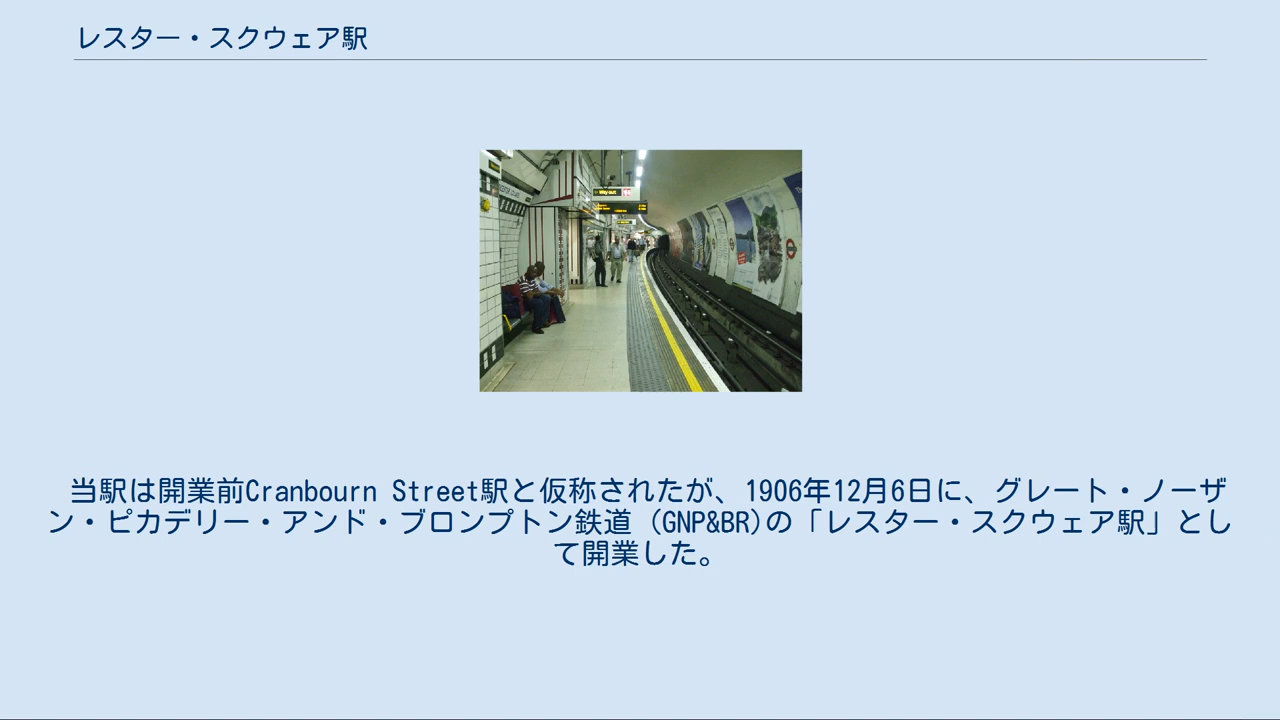 レスター・スクウェア駅
Way out
当駅は開業前Cranbourn Street駅と仮称されたが、1906年12月6日に、グレート・ノーザ
ン・ピカデリー・アンド・ブロンプトン鉄道 (GNP&BR)の「レスター・スクウェア駅」とし
て開業した。